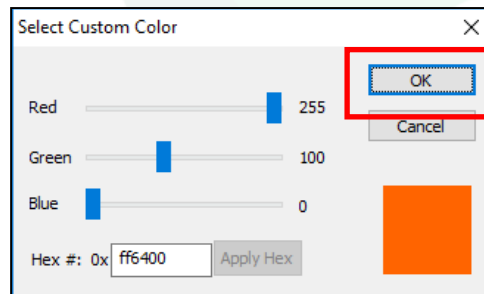 Select Custom Color
OK
Red 255
Cancel
Green 100
Blue 0
Hex #: 0x ff6400 Apply Hex